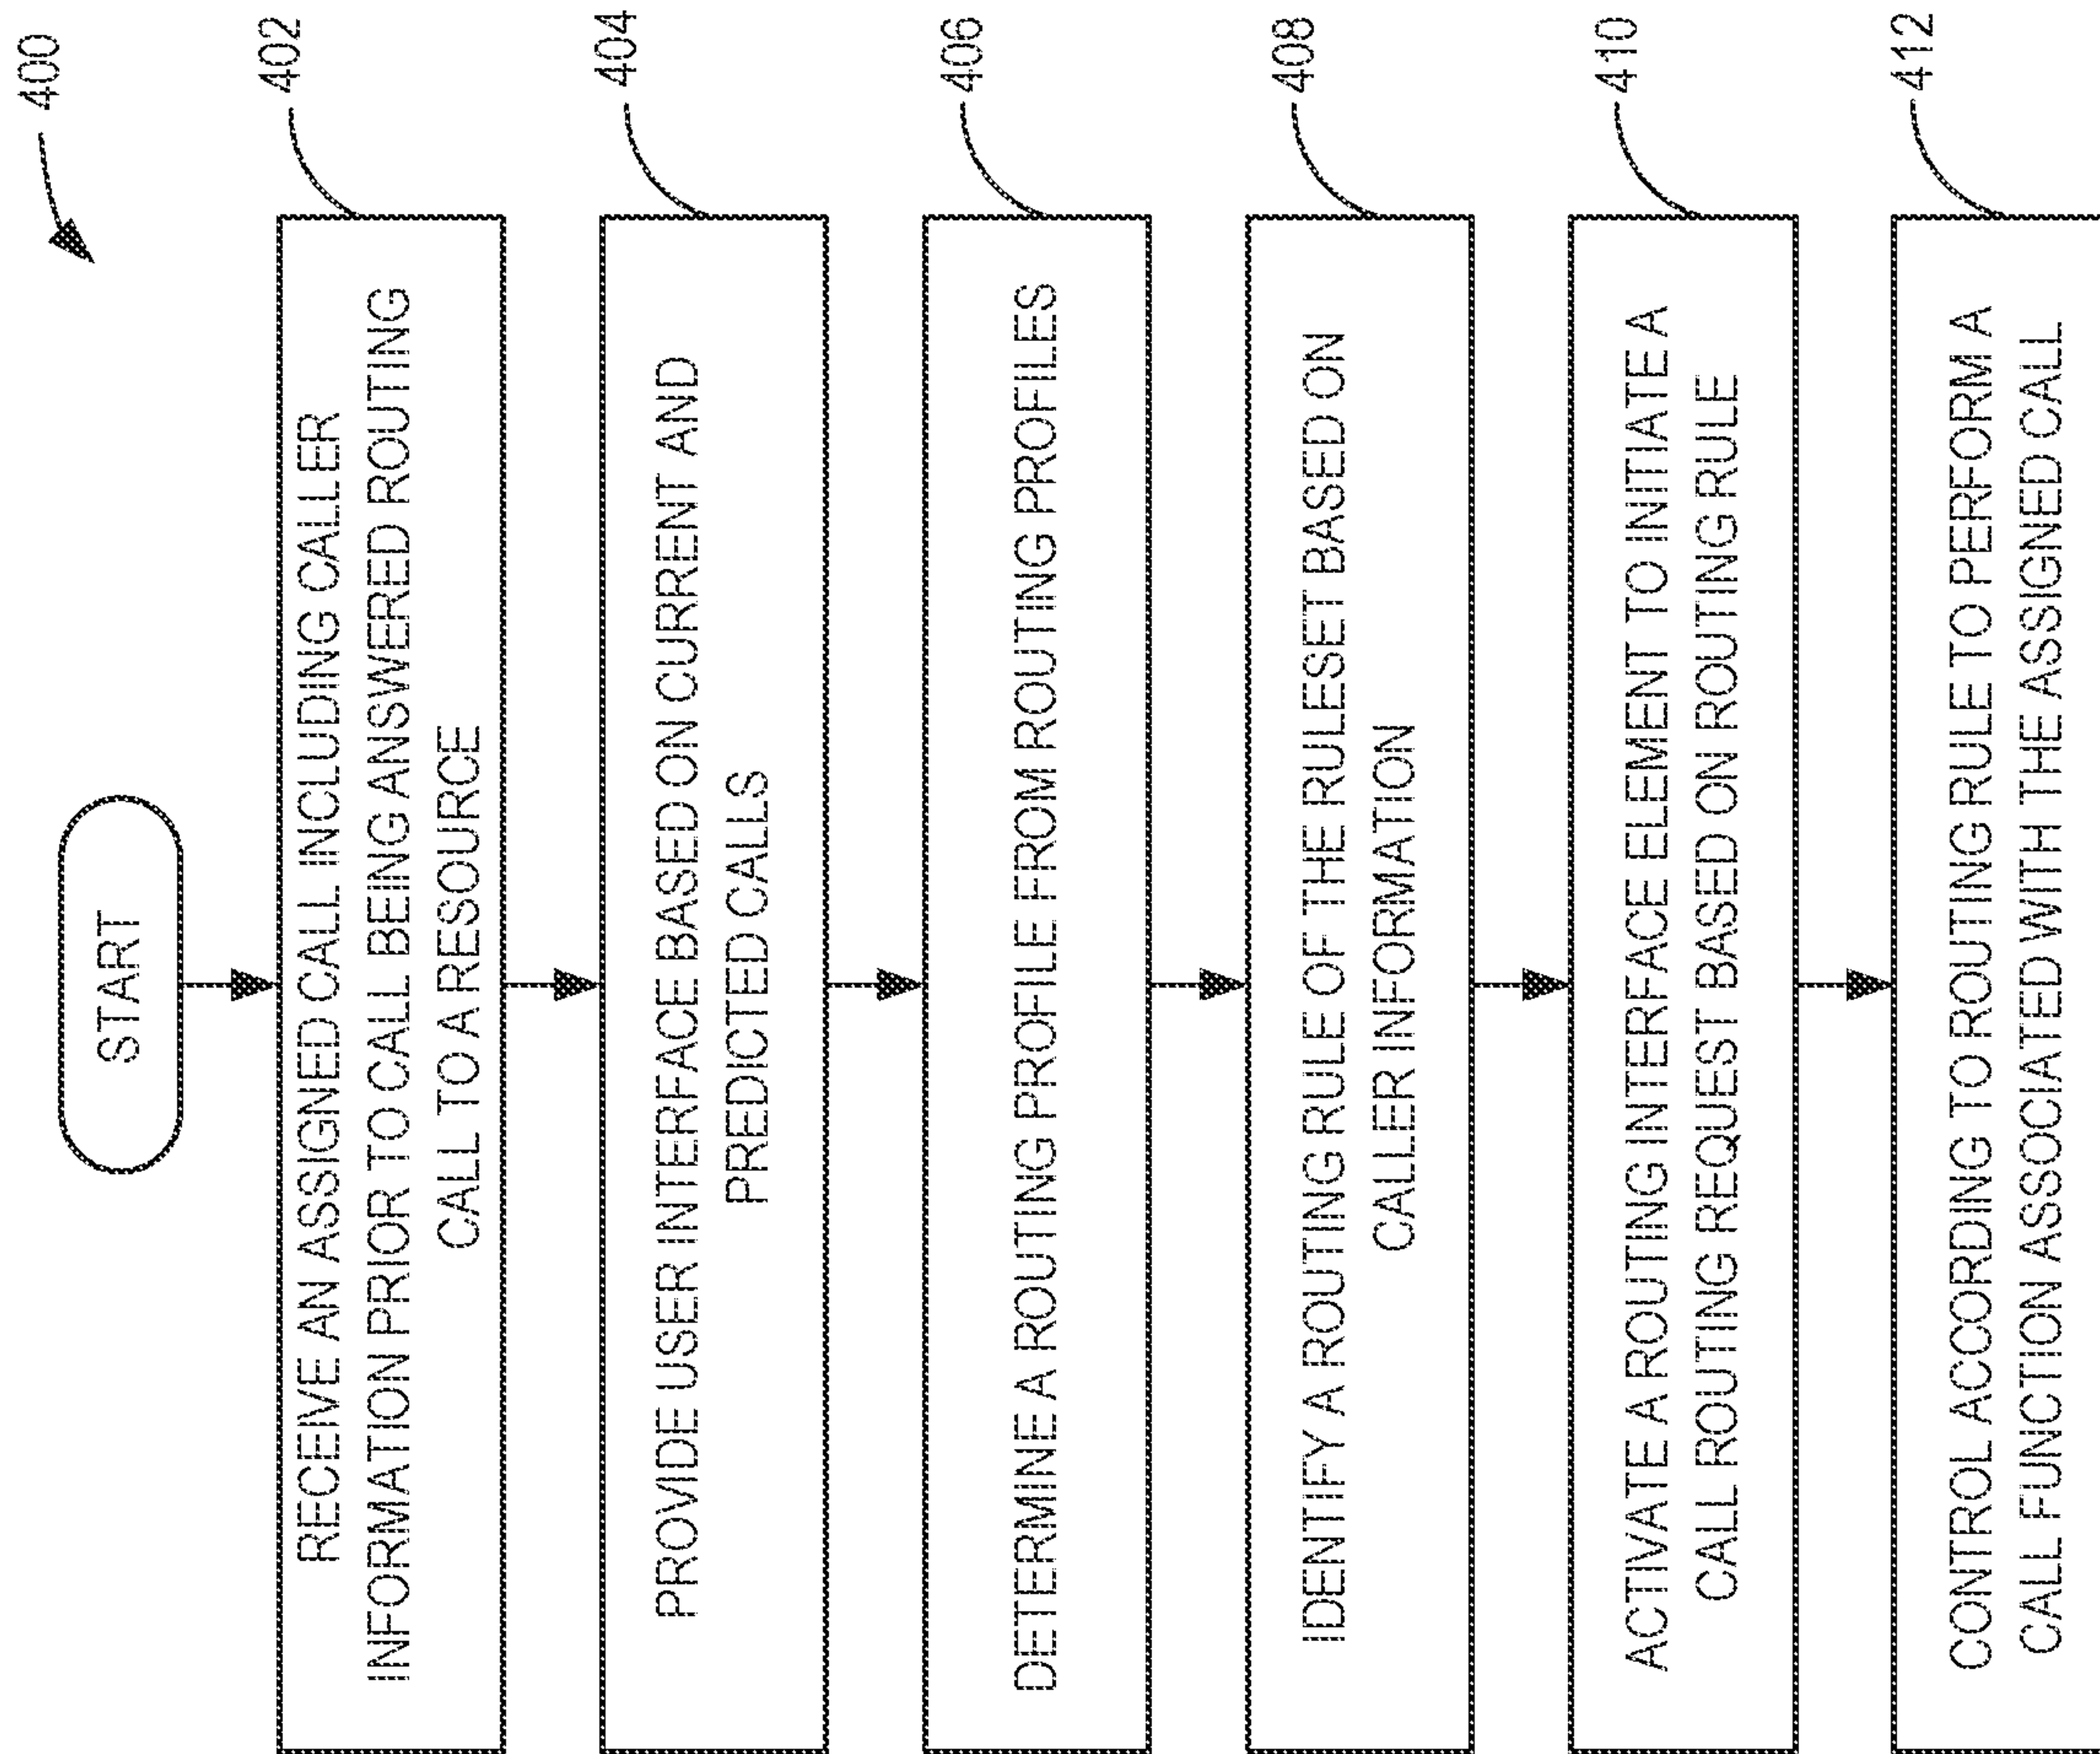 400
START
RECEIVE AN ASSIGNED CALL INCLUDING CALLER
INFORMATION PRIOR TO CALL BEING ANSWERED ROUTING
CALL TO A RESOURCE
402
PROVIDE USER INTERFACE BASED ON CURRENT AND
PREDICTED CALLS
404
DETERMINE A ROUTING PROFILE FROM ROUTING PROFILES
406
IDENTIFY A ROUTING RULE OF THE RULESET BASED ON
CALLER INFORMATION
408
ACTIVATE A ROUTING INTERFACE ELEMENT TO INITIATE A
CALL ROUTING REQUEST BASED ON ROUTING RULE
410
CONTROL ACCORDING TO ROUTING RULE TO PERFORM A
CALL FUNCTION ASSOCIATED WITH THE ASSIGNED CALL
412